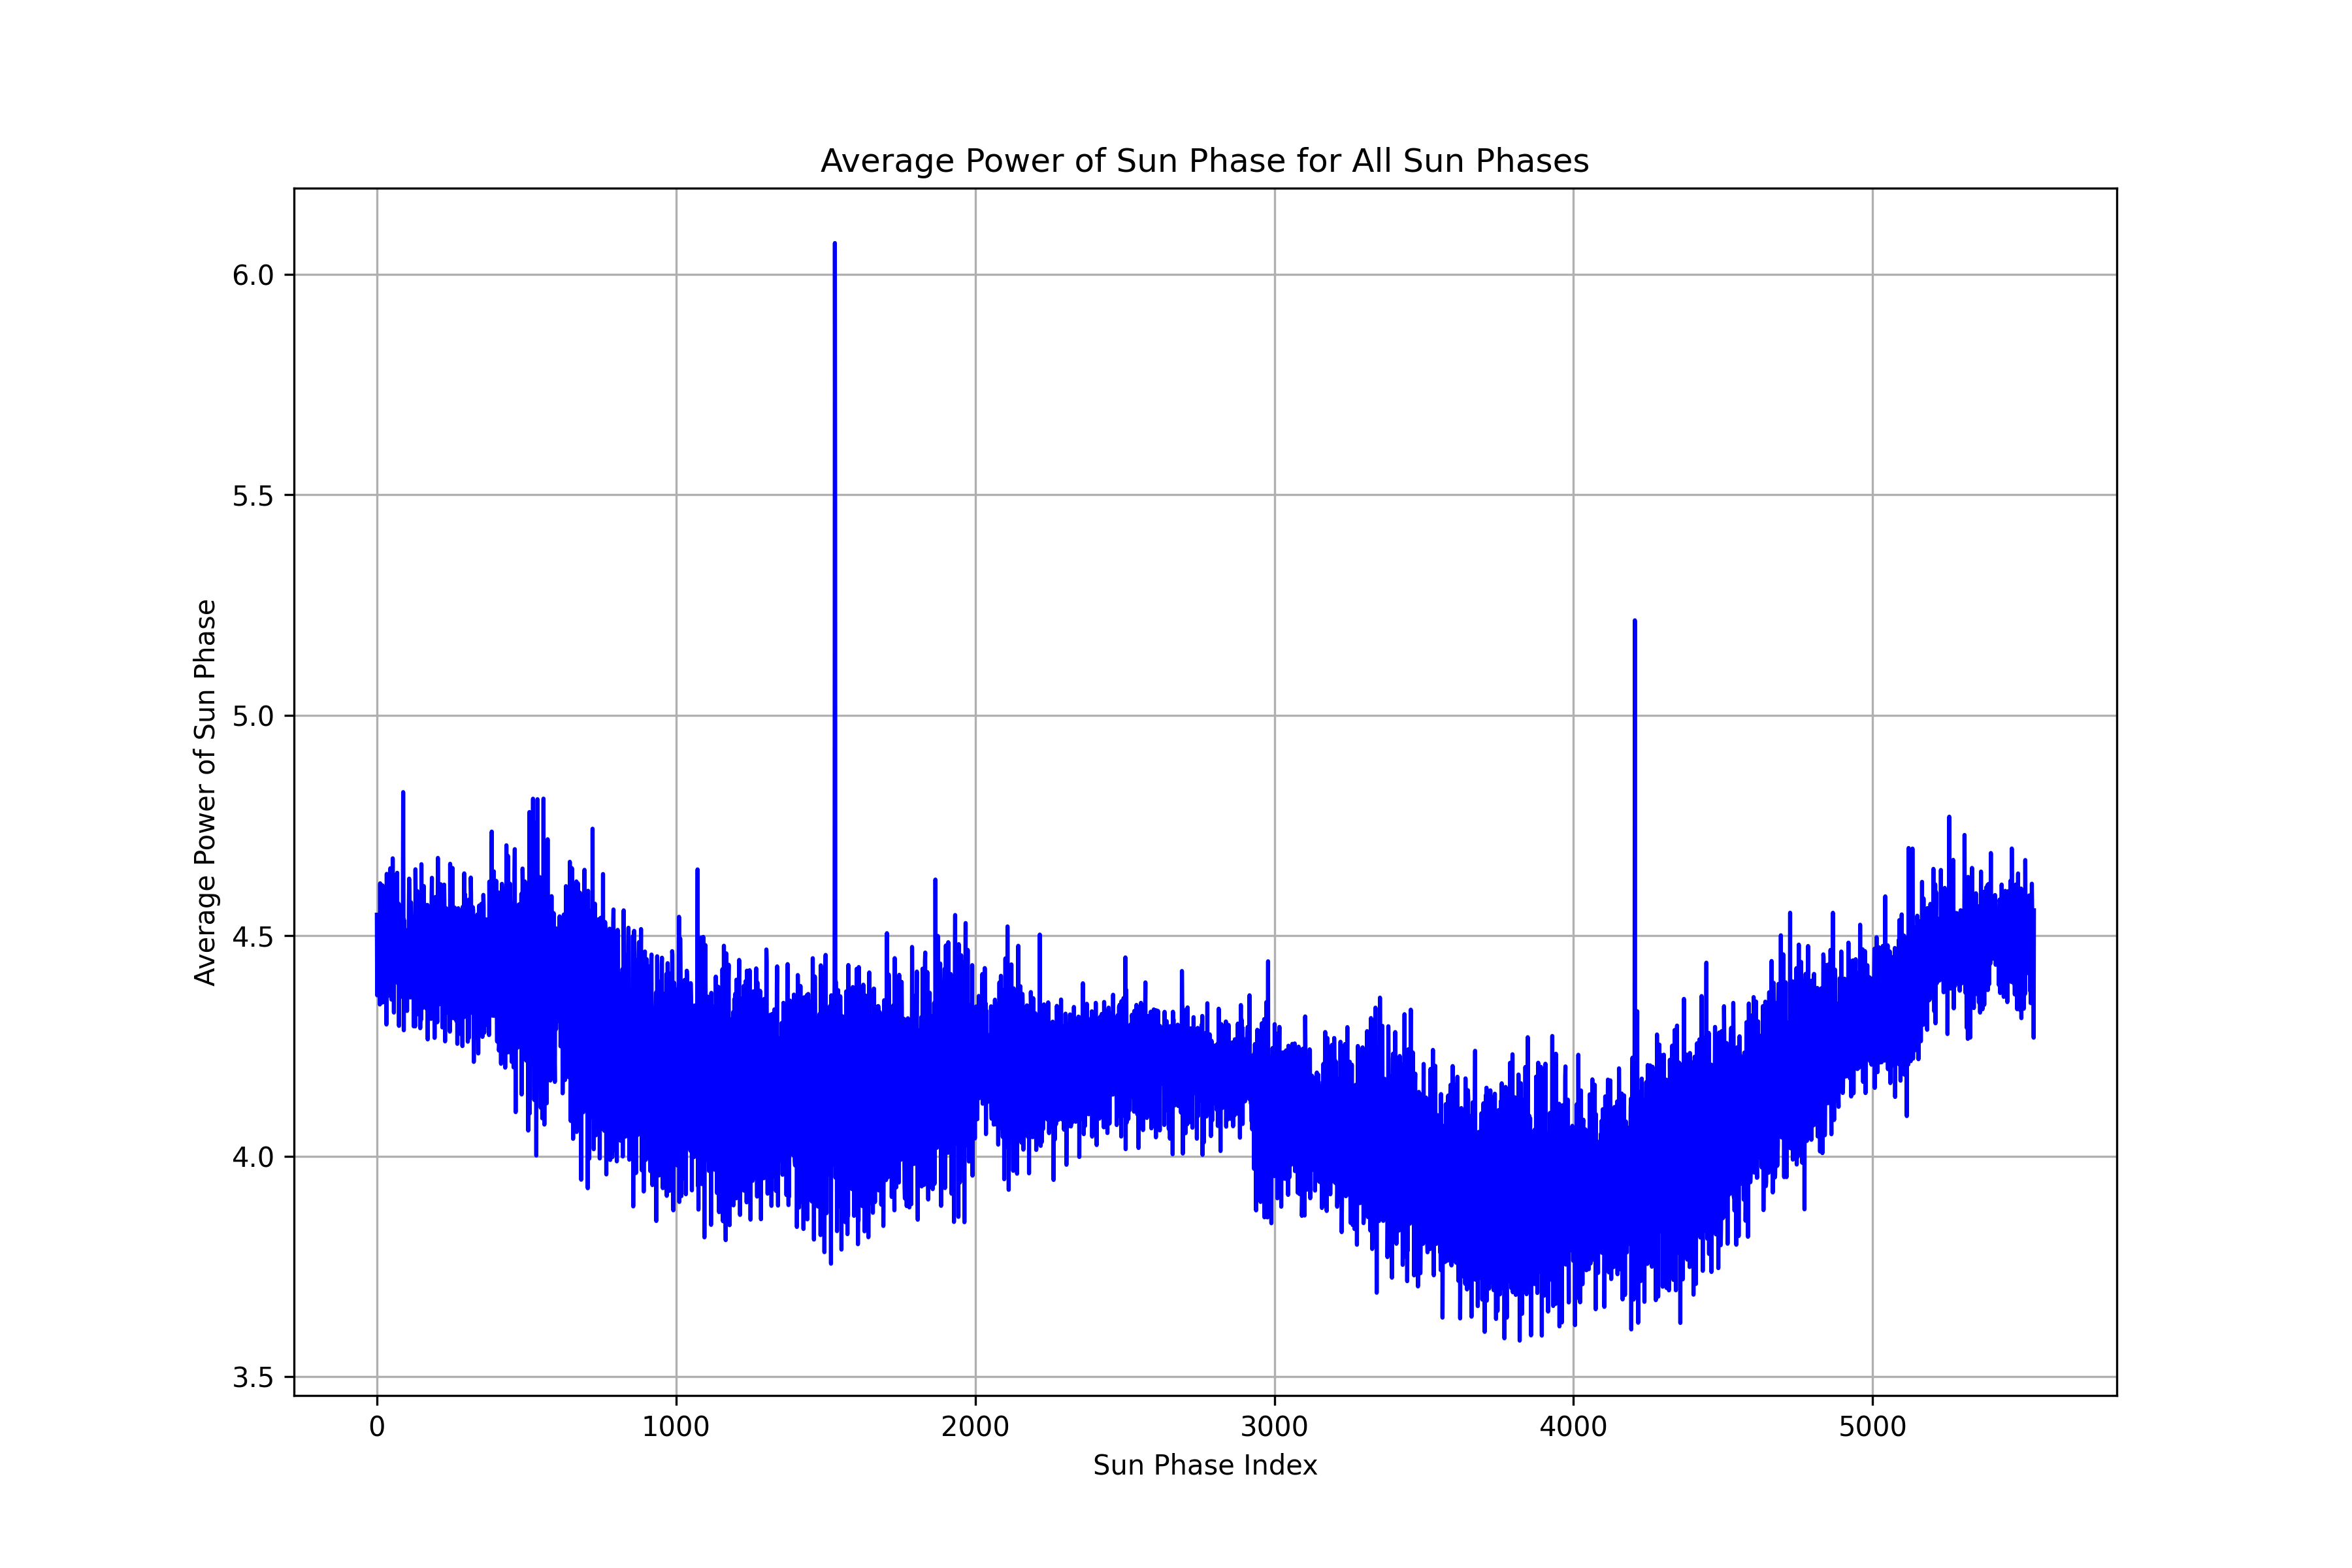 Average Power of Sun Phase for All Sun Phases
6.0
5.5
5.0
4.5
4.0
3.5
Average Power of Sun Phase
0 1000 2000 3000 4000 5000
Sun Phase Index